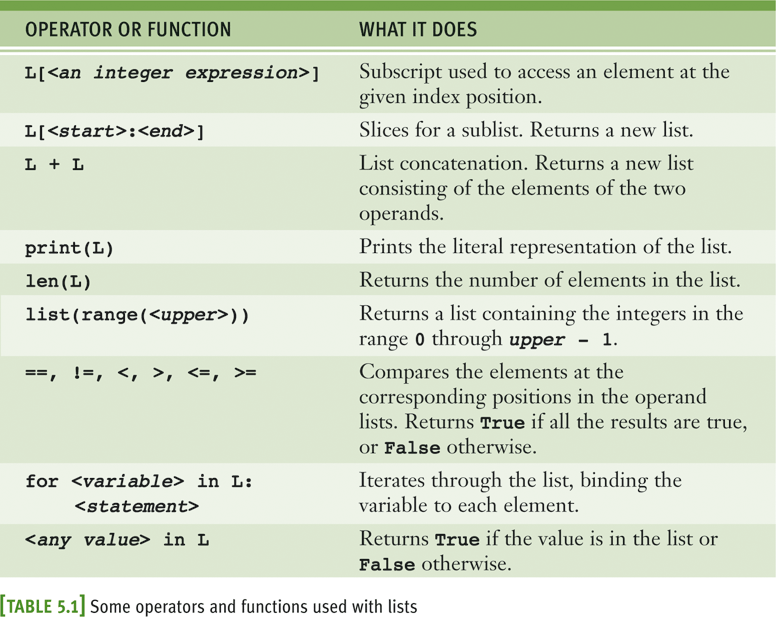 OPERATOR OR FUNCTION WHAT IT DOES
L[<an integer expression>] Subscript used to access an element at the
given index position.
L[<start>:<end>] Slices for a sublist. Returns a new list.
L + L List concatenation. Returns a new list
consisting of the elements of the two
operands.
print(L) Prints the literal representation of the list.
len(L) Returns the number of elements in the list.
list(range(<upper>)) Returns a list containing the integers in the
range 0 through upper - 1.
==, !=, <, >, <=, >= Compares the elements at the
corresponding positions in the operand
lists. Returns True if all the results are true,
or False otherwise.
for <variable> in L: Iterates through the list, binding the
<statement> variable to each element.
<any value> in L Returns True if the value is in the list or
False otherwise.
[TABLE 5.1] Some operators and functions used with lists